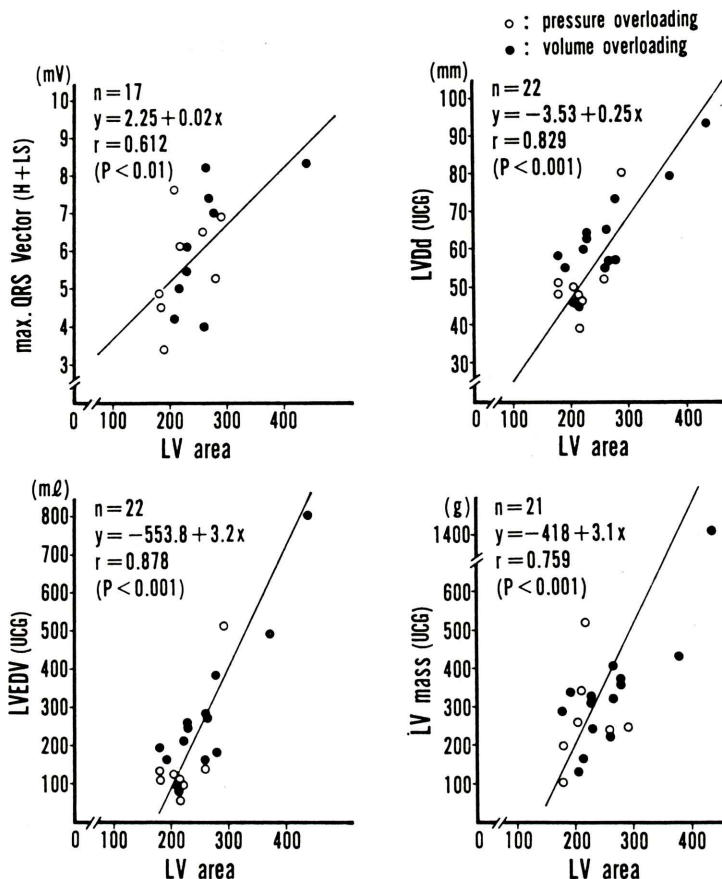 ○ : pressure overloading
● : volume overloading
(mV)
n=17
y=2.25+0.02x
r=0.612
(P<0.01)
max. QRS Vector (H+LS)
10
9
8
7
6
5
4
3
0
0 100 200 300 400
LV area
(mm)
n=22
y=−3.53+0.25x
r=0.829
(P<0.001)
LVDd (UCG)
100
90
80
70
60
50
40
30
0
0 100 200 300 400
LV area
(mℓ)
n=22
y=−553.8+3.2x
r=0.878
(P<0.001)
LVEDV (UCG)
800
700
600
500
400
300
200
100
0 100 200 300 400
LV area
(g)
n=21
y=−418+3.1x
r=0.759
(P<0.001)
LV mass (UCG)
1400
600
500
400
300
200
100
0 100 200 300 400
LV area